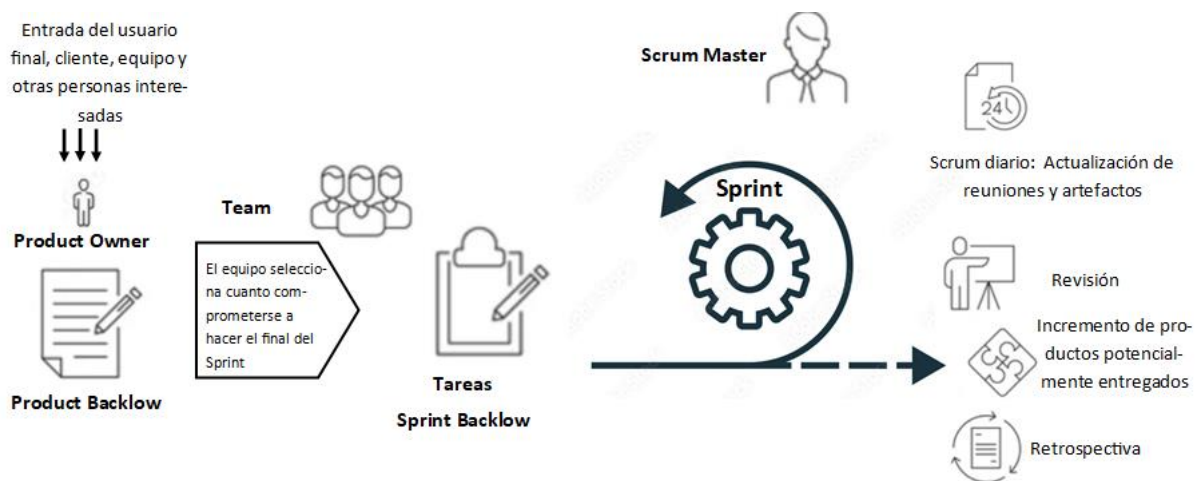 Entrada del usuario
final, cliente, equipo y
otras personas intere-
sadas
Product Owner
Product Backlow
Team
El equipo seleccio-
na cuanto com-
prometerse a
hacer el final del
Sprint
Tareas
Sprint Backlow
Scrum Master
Sprint
24
Scrum diario: Actualización de
reuniones y artefactos
Revisión
Incremento de pro-
ductos potencial-
mente entregados
Retrospectiva